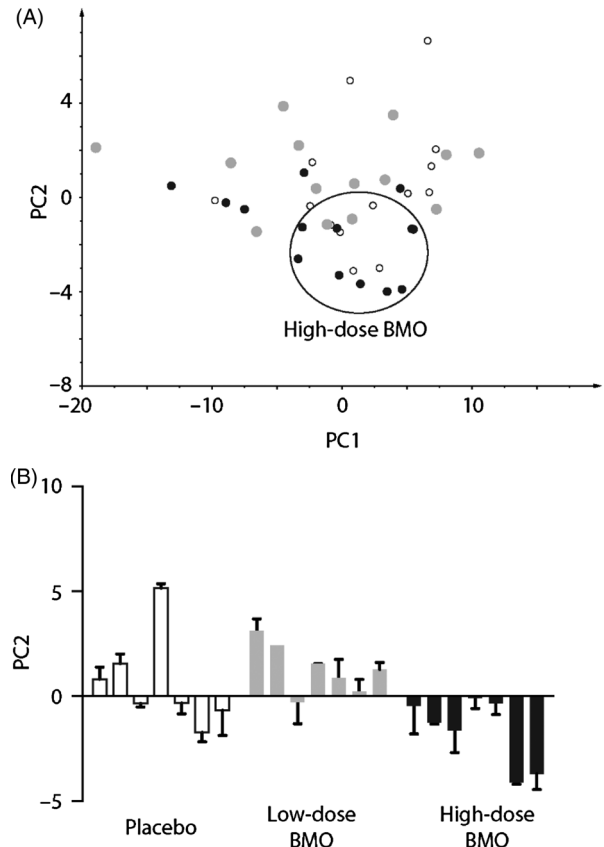 (A)
4
0
−4
−8
PC2
High-dose BMO
−20
−10
0
10
PC1
(B)
10
5
0
−5
PC2
Placebo
Low-dose
BMO
High-dose
BMO